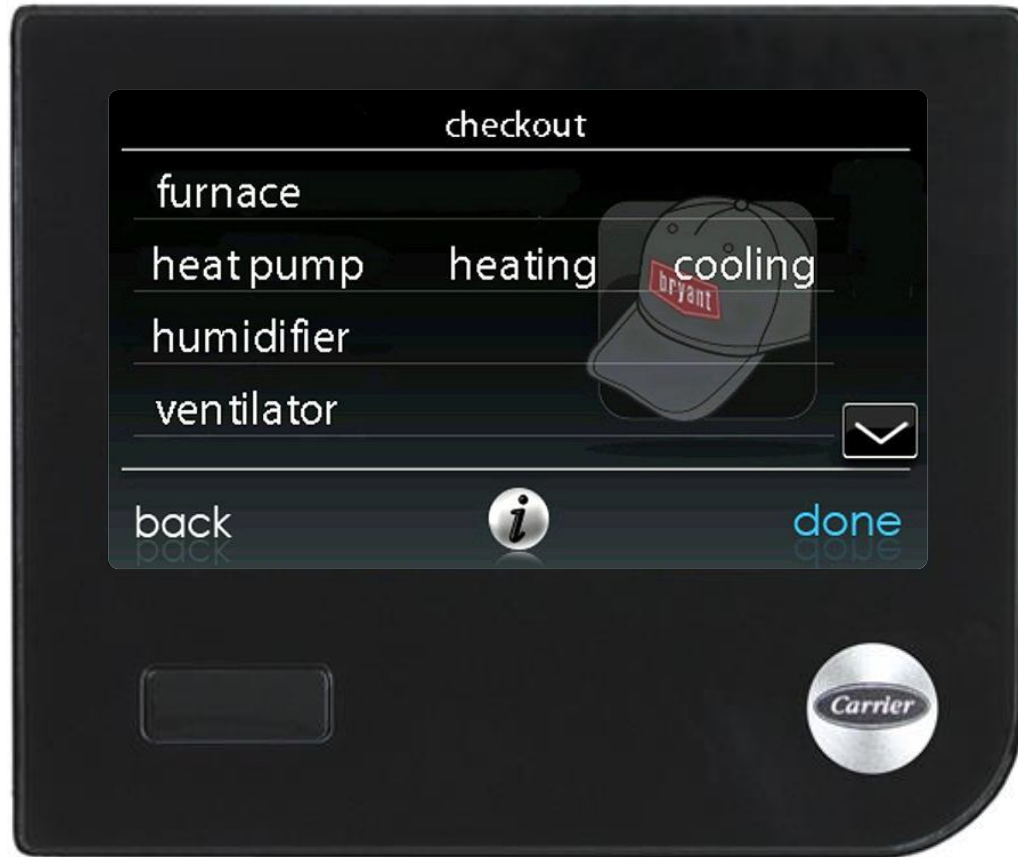 checkout
furnace
heat pump heating cooling
bryant
humidifier
ventilator
back i done
Carrier